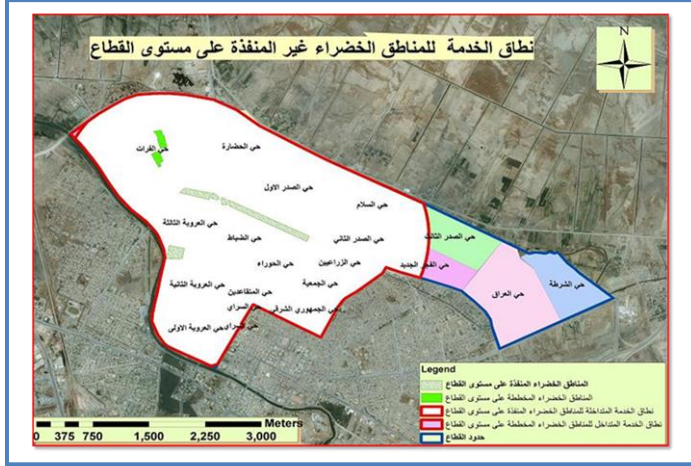 نطاق الخدمة للمناطق الخضراء غير المنفذة على مستوى القطاع
N
حي الحضارة
حي الفرات
حي الصدر الاول
حي السلام
حي العروبة الثالثة
حي الضباط
حي الصدر الثاني
حي الصدر الثالث
حي الحوراء
حي الزراعيين
حي الفجر الجديد
حي العروبة الثانية
حي المتقاعدين
حي الجمعية
حي العراق
حي الشرطة
حي السراي
حي الجمهوري الشرقي
حي العروبة الاولى
Legend
المناطق الخضراء المنفذة على مستوى القطاع
المناطق الخضراء المخططة على مستوى القطاع
نطاق الخدمة المتداخلة للمناطق الخضراء المنفذة على مستوى القطاع
نطاق الخدمة المتداخل للمناطق الخضراء المخططة على مستوى القطاع
حدود القطاع
Meters
0 375 750 1,500 2,250 3,000